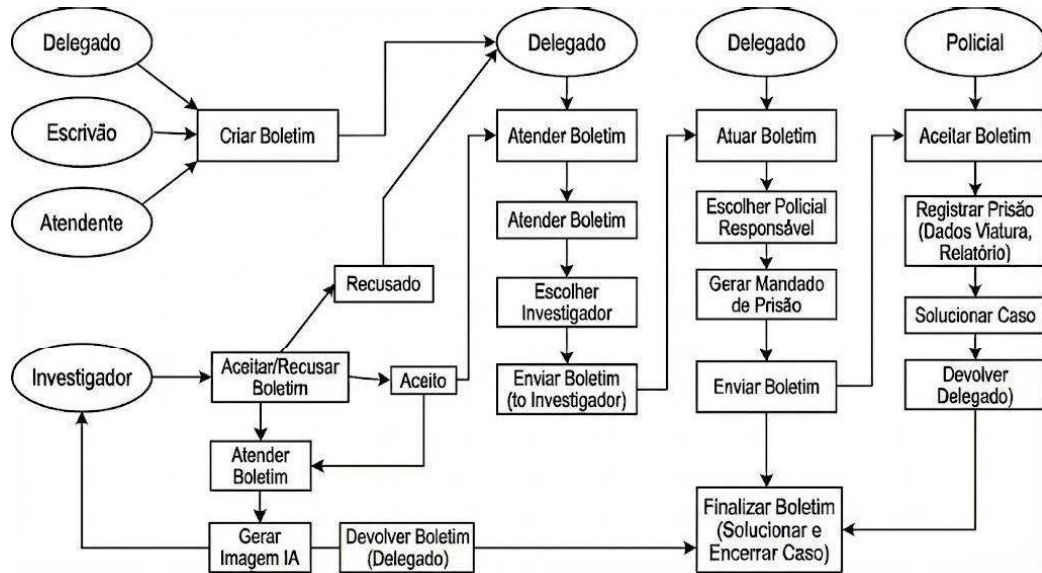 Delegado
Escrivão
Atendente
Criar Boletim
Recusado
Investigador
Aceitar/Recusar
Boletim
Aceito
Atender
Boletim
Gerar
Imagem IA
Devolver Boletim
(Delegado)
Delegado
Atender Boletim
Atender Boletim
Escolher
Investigador
Enviar Boletim
(to Investigador)
Delegado
Atuar Boletim
Escolher Policial
Responsável
Gerar Mandado
de Prisão
Enviar Boletim
Finalizar Boletim
(Solucionar e
Encerrar Caso)
Policial
Aceitar Boletim
Registrar Prisão
(Dados Viatura,
Relatório)
Solucionar Caso
Devolver
Delegado)